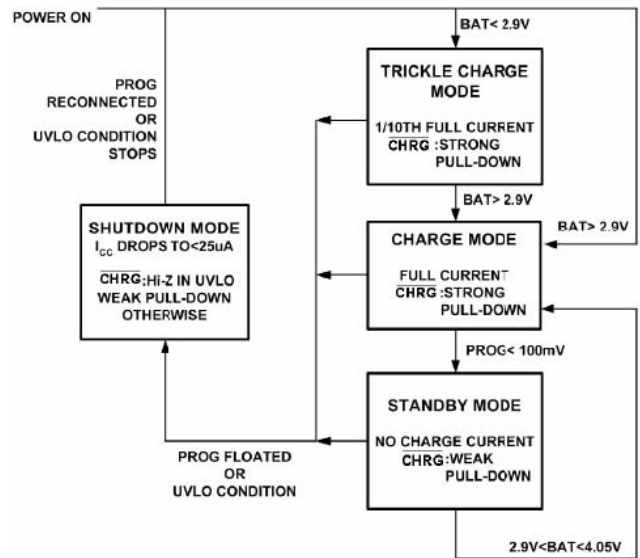 POWER ON
BAT< 2.9V
PROG
RECONNECTED
OR
UVLO CONDITION
STOPS
TRICKLE CHARGE
MODE
1/10TH FULL CURRENT
CHRG :STRONG
PULL-DOWN
BAT> 2.9V
BAT> 2.9V
SHUTDOWN MODE
ICC DROPS TO<25uA
CHRG:Hi-Z IN UVLO
WEAK PULL-DOWN
OTHERWISE
CHARGE MODE
FULL CURRENT
CHRG :STRONG
PULL-DOWN
PROG< 100mV
STANDBY MODE
NO CHARGE CURRENT
CHRG :WEAK
PULL-DOWN
PROG FLOATED
OR
UVLO CONDITION
2.9V<BAT<4.05V